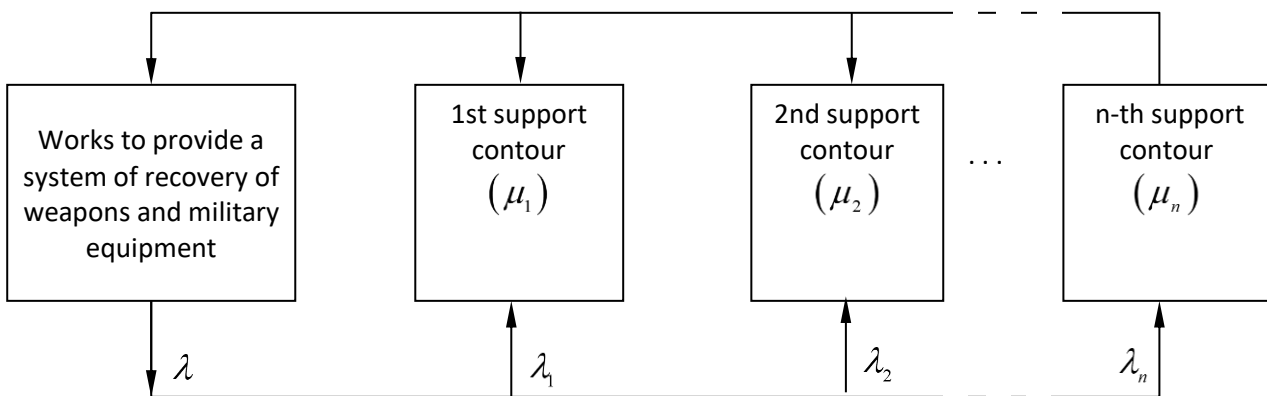 Works to provide a
system of recovery of
weapons and military
equipment
1st support
contour
(μ₁)
2nd support
contour
(μ₂)
. . .
n-th support
contour
(μₙ)
λ
λ₁
λ₂
λₙ